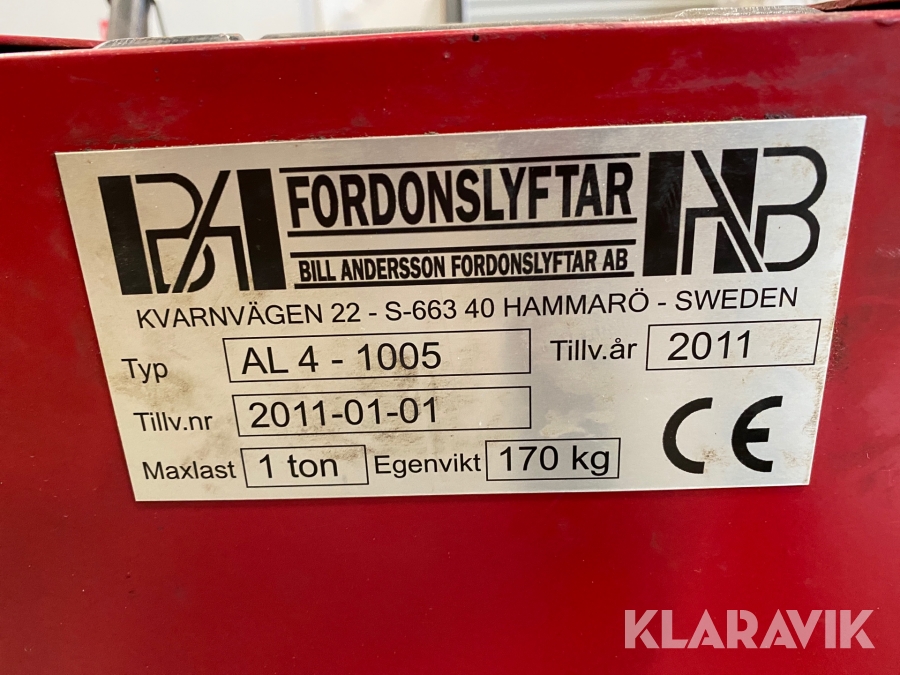 BA FORDONSLYFTAR AB
BILL ANDERSSON FORDONSLYFTAR AB
KVARNVÄGEN 22 - S-663 40 HAMMARÖ - SWEDEN
Typ AL 4 - 1005 Tillv.år 2011
Tillv.nr 2011-01-01
Maxlast 1 ton Egenvikt 170 kg CE
KLARAVIK